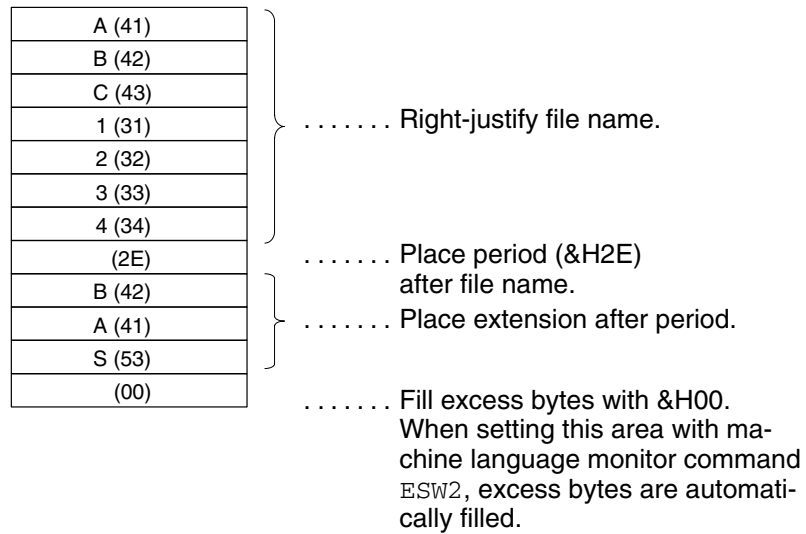 A (41)
B (42)
C (43)
1 (31)
2 (32)
3 (33)
4 (34)
(2E)
B (42)
A (41)
S (53)
(00)
. . . . . . . Right-justify file name.
. . . . . . . Place period (&H2E)
after file name.
. . . . . . . Place extension after period.
. . . . . . . Fill excess bytes with &H00.
When setting this area with ma-
chine language monitor command
ESW2, excess bytes are automati-
cally filled.